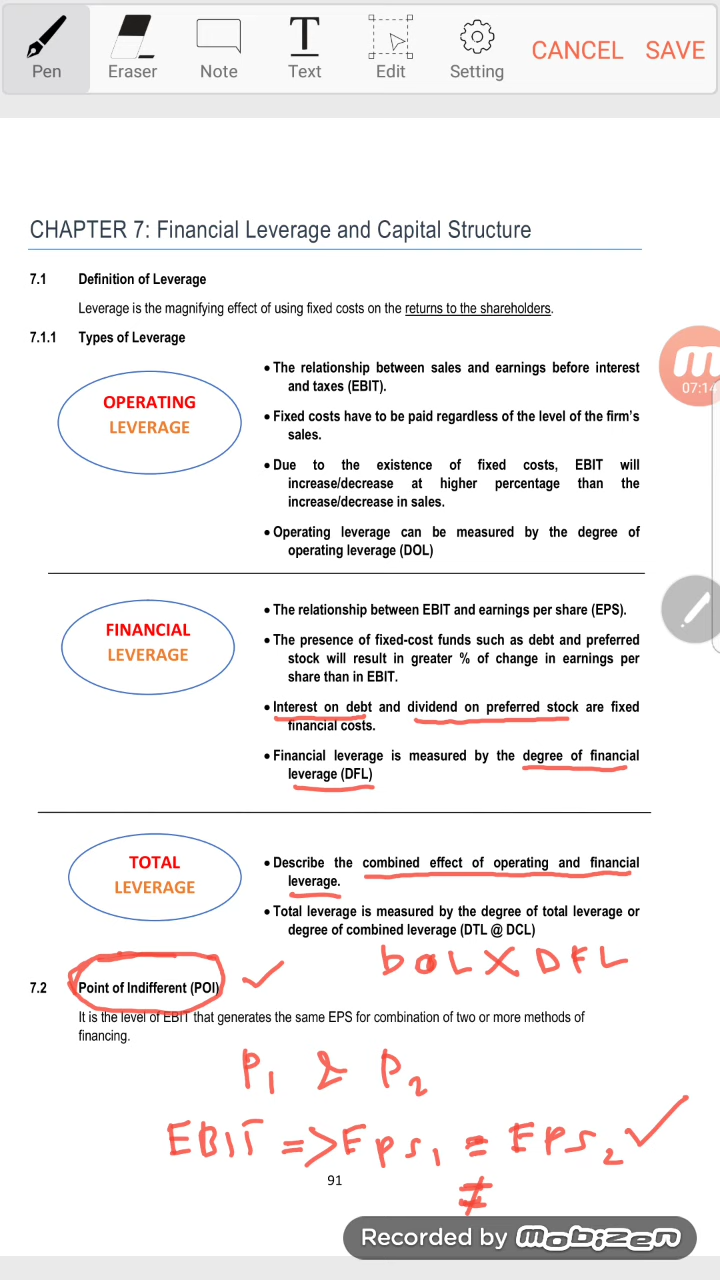 Pen Eraser Note Text Edit Setting CANCEL SAVE
CHAPTER 7: Financial Leverage and Capital Structure
7.1 Definition of Leverage
Leverage is the magnifying effect of using fixed costs on the returns to the shareholders.
7.1.1 Types of Leverage
OPERATING
LEVERAGE
• The relationship between sales and earnings before interest
and taxes (EBIT).
• Fixed costs have to be paid regardless of the level of the firm's
sales.
• Due to the existence of fixed costs, EBIT will
increase/decrease at higher percentage than the
increase/decrease in sales.
• Operating leverage can be measured by the degree of
operating leverage (DOL)
07:14
FINANCIAL
LEVERAGE
• The relationship between EBIT and earnings per share (EPS).
• The presence of fixed-cost funds such as debt and preferred
stock will result in greater % of change in earnings per
share than in EBIT.
• Interest on debt and dividend on preferred stock are fixed
financial costs.
• Financial leverage is measured by the degree of financial
leverage (DFL)
TOTAL
LEVERAGE
• Describe the combined effect of operating and financial
leverage.
• Total leverage is measured by the degree of total leverage or
degree of combined leverage (DTL @ DCL)
DOL X DFL
7.2 Point of Indifferent (POI)
It is the level of EBIT that generates the same EPS for combination of two or more methods of
financing.
P1 & P2
EBIT => EPS1 = EPS2
≠
91
Recorded by mobizen